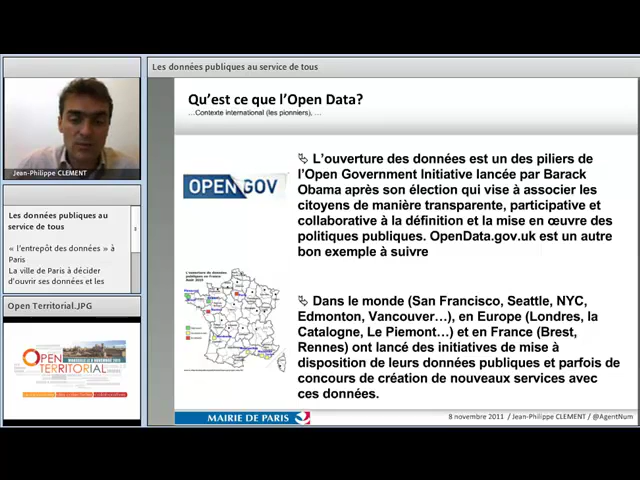 Les données publiques au service de tous
Jean-Philippe CLEMENT
Les données publiques au
service de tous
« l'entrepôt des données » à
Paris
La ville de Paris à décider
d'ouvrir ses données et les
Open Territorial.JPG
OPEN
TERRITORIAL
Qu'est ce que l'Open Data?
...Contexte international (les pionniers), ...
OPEN GOV
L'ouverture des données est un des piliers de
l'Open Government Initiative lancée par Barack
Obama après son élection qui vise à associer les
citoyens de manière transparente, participative et
collaborative à la définition et la mise en œuvre des
politiques publiques. OpenData.gov.uk est un autre
bon exemple à suivre
Dans le monde (San Francisco, Seattle, NYC,
Edmonton, Vancouver...), en Europe (Londres, la
Catalogne, Le Piemont...) et en France (Brest,
Rennes) ont lancé des initiatives de mise à
disposition de leurs données publiques et parfois de
concours de création de nouveaux services avec
ces données.
MAIRIE DE PARIS
8 novembre 2011 / Jean-Philippe CLEMENT / @AgentNum